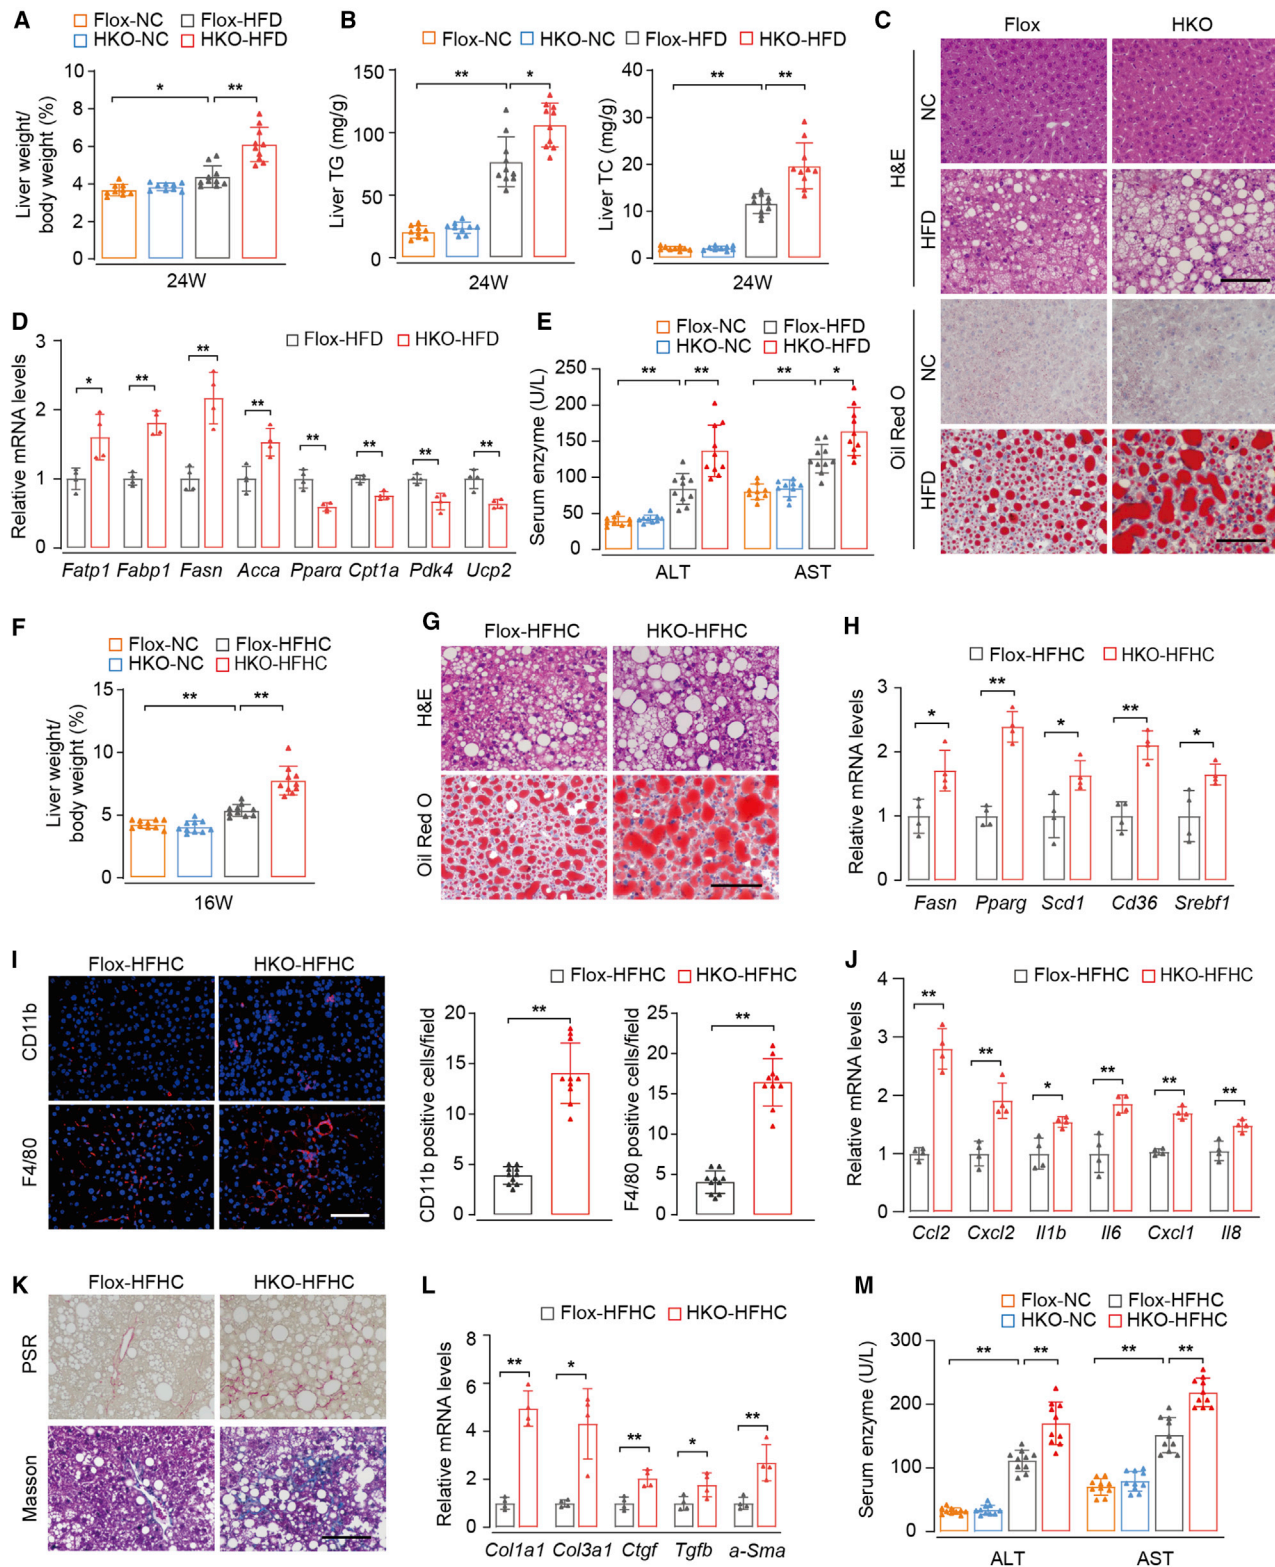 A
Flox-NC Flox-HFD
HKO-NC HKO-HFD
Liver weight/
body weight (%)
10
8
6
4
2
0
* **
24W
B
Flox-NC HKO-NC Flox-HFD HKO-HFD
Liver TG (mg/g)
150
100
50
0
** *
24W
Liver TC (mg/g)
40
30
20
10
0
** **
24W
C
Flox HKO
H&E
NC
HFD
Oil Red O
NC
HFD
D
Flox-HFD HKO-HFD
Relative mRNA levels
3
2
1
0
* ** ** ** ** ** ** **
Fatp1 Fabp1 Fasn Acca Pparα Cpt1a Pdk4 Ucp2
E
Flox-NC Flox-HFD
HKO-NC HKO-HFD
Serum enzyme (U/L)
250
200
150
100
50
0
** ** ** *
ALT AST
F
Flox-NC Flox-HFHC
HKO-NC HKO-HFHC
Liver weight/
body weight (%)
15
10
5
0
** **
16W
G
Flox-HFHC HKO-HFHC
H&E
Oil Red O
H
Flox-HFHC HKO-HFHC
Relative mRNA levels
3
2
1
0
* ** * ** *
Fasn Pparg Scd1 Cd36 Srebf1
I
Flox-HFHC HKO-HFHC
CD11b
F4/80
Flox-HFHC HKO-HFHC
CD11b positive cells/field
20
15
10
5
0
**
F4/80 positive cells/field
25
20
15
10
5
0
**
J
Flox-HFHC HKO-HFHC
Relative mRNA levels
4
3
2
1
0
** ** * ** ** **
Ccl2 Cxcl2 Il1b Il6 Cxcl1 Il8
K
Flox-HFHC HKO-HFHC
PSR
Masson
L
Flox-HFHC HKO-HFHC
Relative mRNA levels
8
6
4
2
0
** * ** * **
Col1a1 Col3a1 Ctgf Tgfb a-Sma
M
Flox-NC Flox-HFHC
HKO-NC HKO-HFHC
Serum enzyme (U/L)
300
200
100
0
** ** ** **
ALT AST